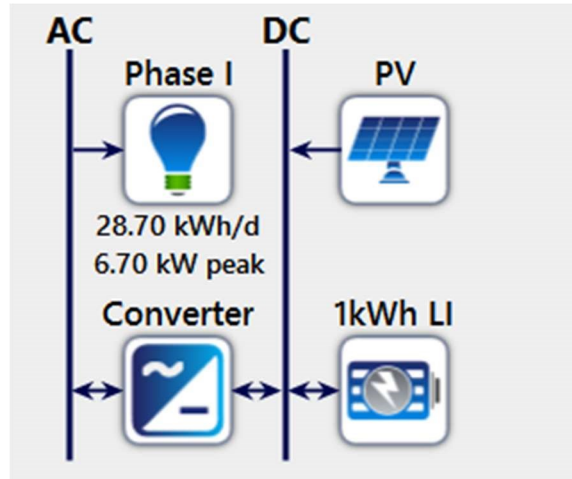 AC
DC
Phase I
PV
28.70 kWh/d
6.70 kW peak
Converter
1kWh LI